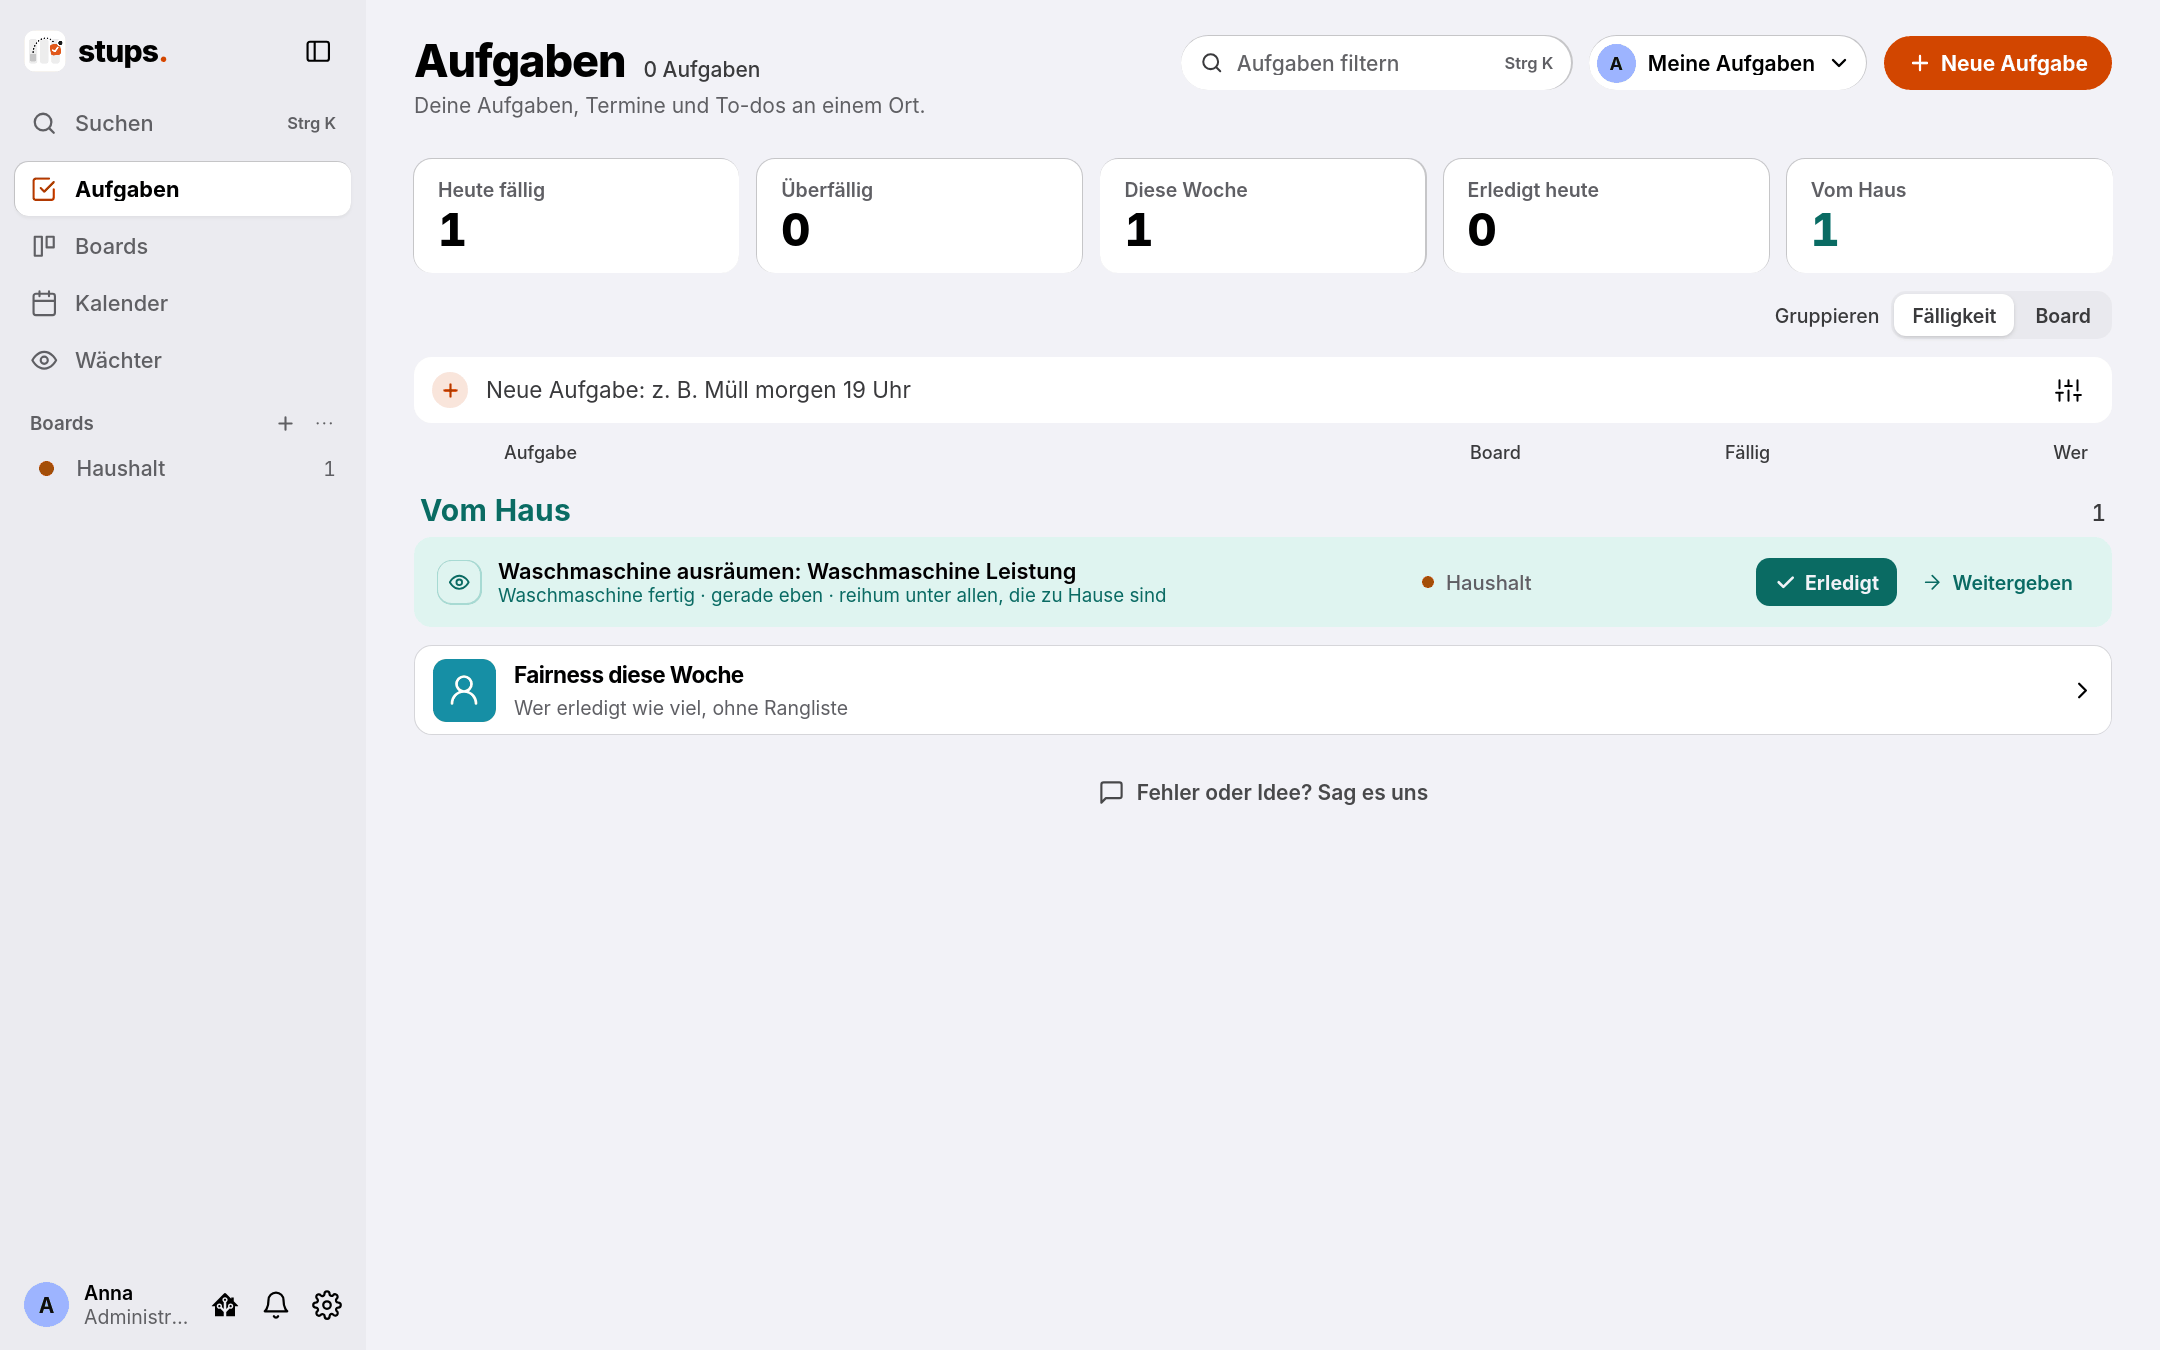 stups.
Suchen Strg K
Aufgaben
Boards
Kalender
Wächter
Boards
Haushalt 1
Anna
Administr...
Aufgaben 0 Aufgaben
Deine Aufgaben, Termine und To-dos an einem Ort.
Aufgaben filtern Strg K
A Meine Aufgaben
Neue Aufgabe
Heute fällig
1
Überfällig
0
Diese Woche
1
Erledigt heute
0
Vom Haus
1
Gruppieren Fälligkeit Board
Neue Aufgabe: z. B. Müll morgen 19 Uhr
Aufgabe Board Fällig Wer
Vom Haus 1
Waschmaschine ausräumen: Waschmaschine Leistung
Waschmaschine fertig · gerade eben · reihum unter allen, die zu Hause sind
Haushalt
Erledigt
Weitergeben
Fairness diese Woche
Wer erledigt wie viel, ohne Rangliste
Fehler oder Idee? Sag es uns
A